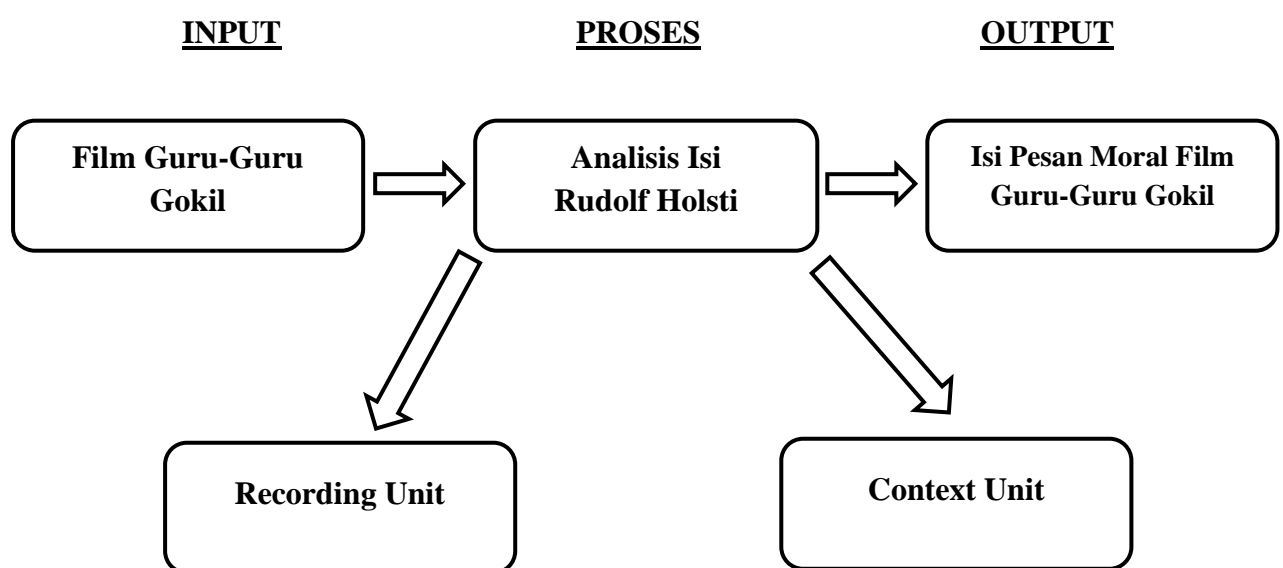 INPUT
PROSES
OUTPUT
Film Guru-Guru
Gokil
Analisis Isi
Rudolf Holsti
Isi Pesan Moral Film
Guru-Guru Gokil
Recording Unit
Context Unit